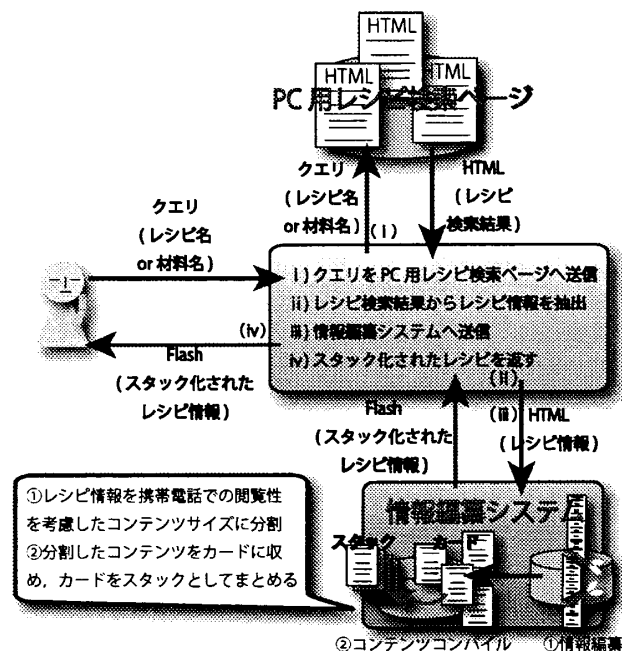 HTML
HTML
HTML
PC用レシピ検索ページ
クエリ
(レシピ名
or 材料名)
(i)
HTML
(レシピ
検索結果)
クエリ
(レシピ名
or 材料名)
i)クエリをPC用レシピ検索ページへ送信
ii)レシピ検索結果からレシピ情報を抽出
iii)情報編纂システムへ送信
iv)スタック化されたレシピを返す
(iv)
Flash
(スタック化された
レシピ情報)
(ii)
Flash
(スタック化された
レシピ情報)
(iii) HTML
(レシピ情報)
①レシピ情報を携帯電話での閲覧性
を考慮したコンテンツサイズに分割
②分割したコンテンツをカードに収
め,カードをスタックとしてまとめる
情報編纂システム
スタック
カード
②コンテンツコンパイル
①情報編纂